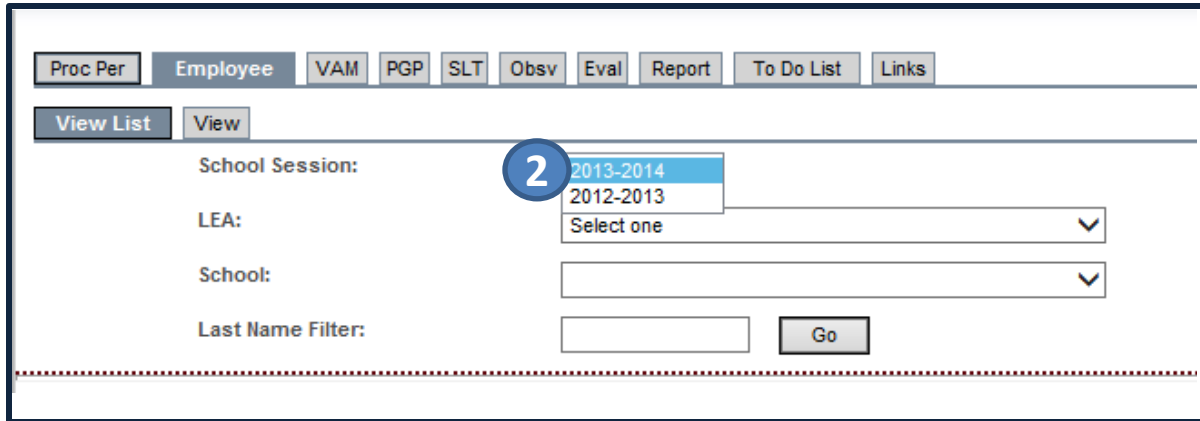 Proc Per Employee VAM PGP SLT Obsv Eval Report To Do List Links
View List View
School Session: 2 2013-2014
2012-2013
LEA: Select one
School:
Last Name Filter: Go